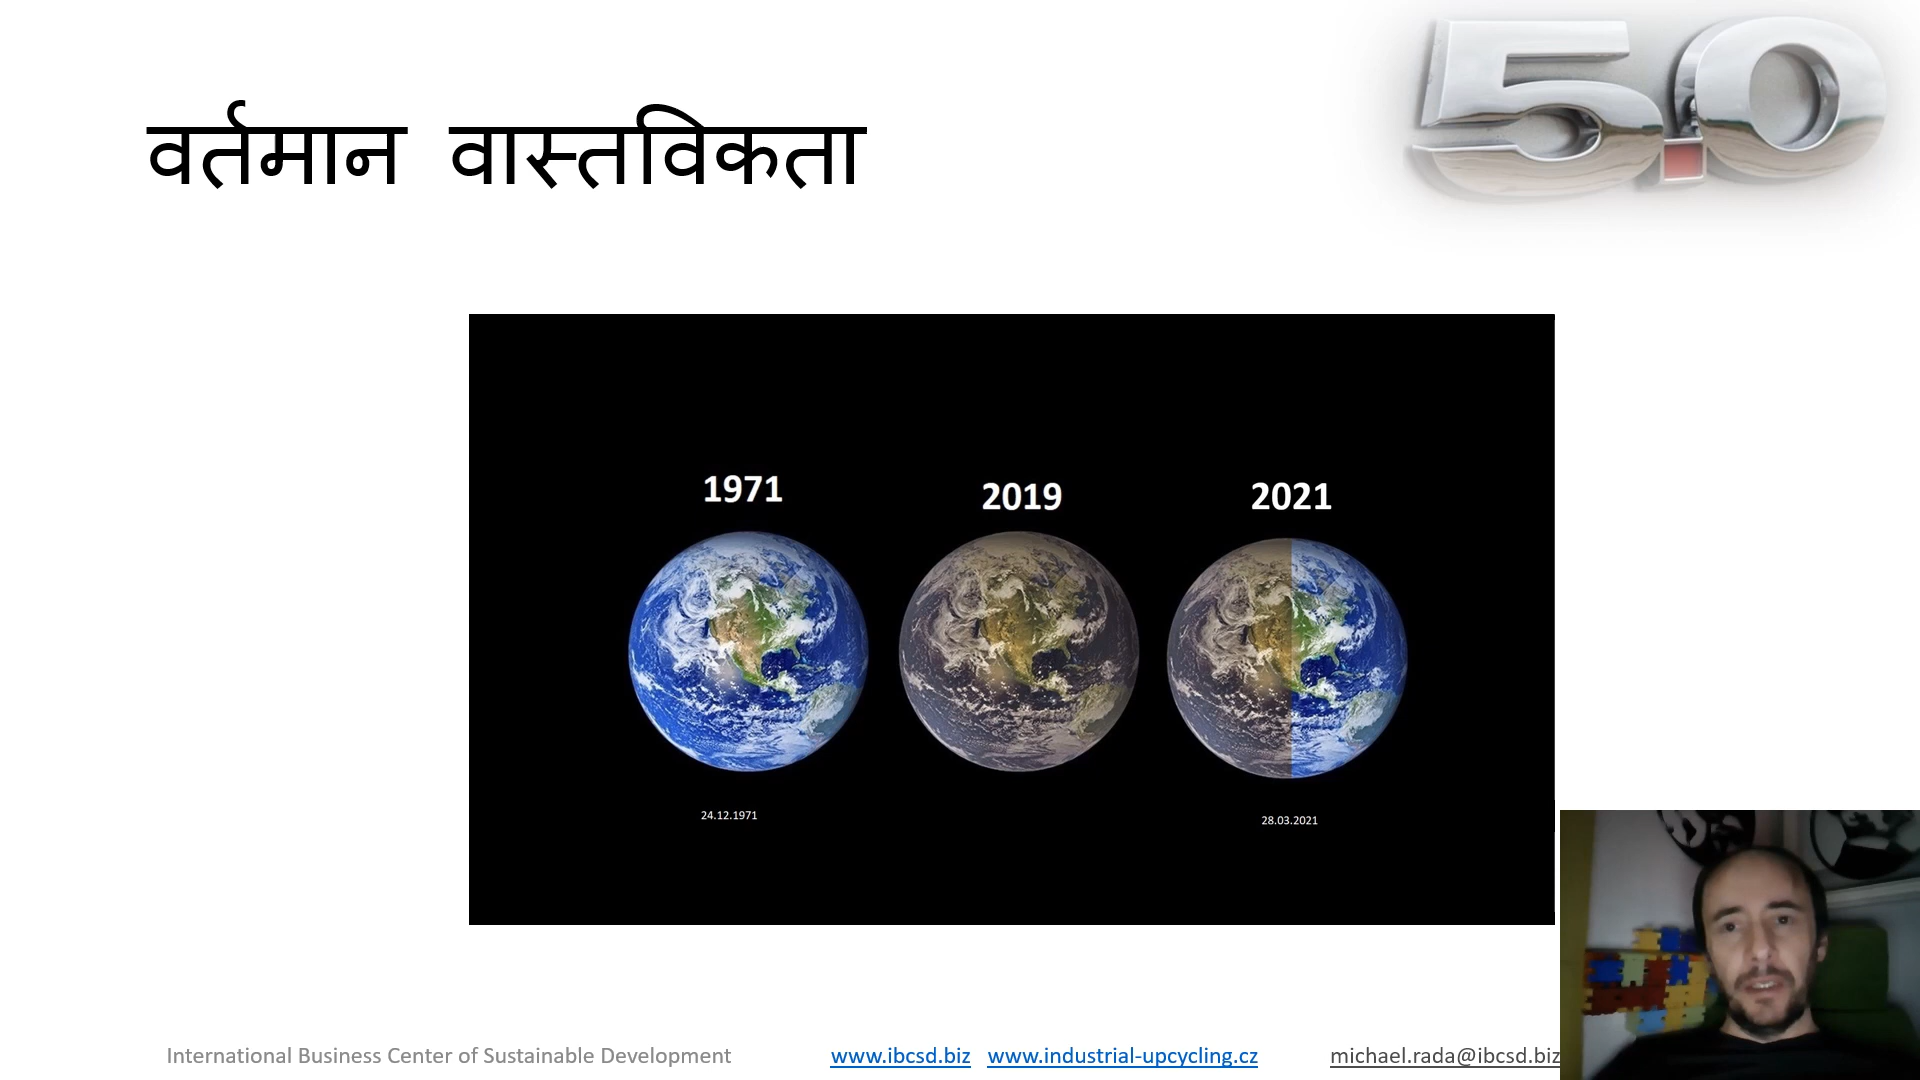 वर्तमान वास्तविकता
5.0
1971 2019 2021
24.12.1971 28.03.2021
International Business Center of Sustainable Development www.ibcsd.biz www.industrial-upcycling.cz michael.rada@ibcsd.biz